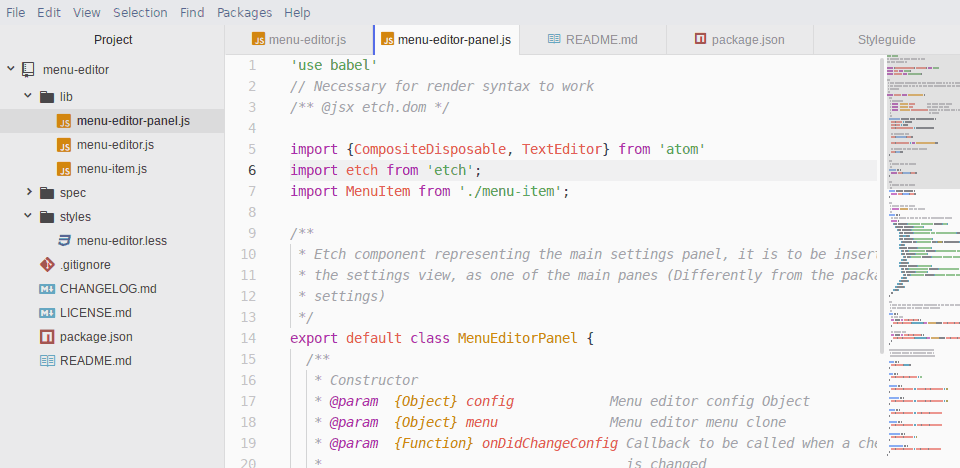 File Edit View Selection Find Packages Help
Project
menu-editor
lib
menu-editor-panel.js
menu-editor.js
menu-item.js
spec
styles
menu-editor.less
.gitignore
CHANGELOG.md
LICENSE.md
package.json
README.md
menu-editor.js menu-editor-panel.js README.md package.json Styleguide
1 'use babel'
2 // Necessary for render syntax to work
3 /** @jsx etch.dom */
4
5 import {CompositeDisposable, TextEditor} from 'atom'
6 import etch from 'etch';
7 import MenuItem from './menu-item';
8
9 /**
10 * Etch component representing the main settings panel, it is to be inser
11 * the settings view, as one of the main panes (Differently from the pack
12 * settings)
13 */
14 export default class MenuEditorPanel {
15 /**
16 * Constructor
17 * @param {Object} config Menu editor config Object
18 * @param {Object} menu Menu editor menu clone
19 * @param {Function} onDidChangeConfig Callback to be called when a che
20 * is changed